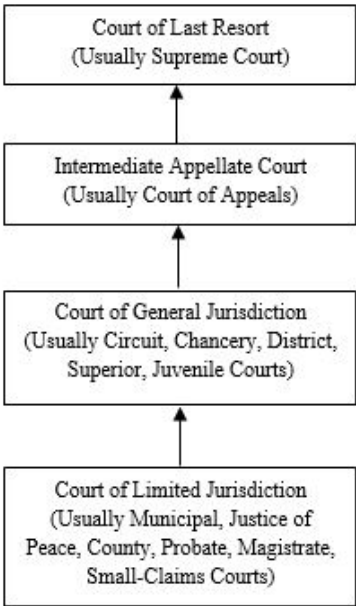 Court of Last Resort
(Usually Supreme Court)
Intermediate Appellate Court
(Usually Court of Appeals)
Court of General Jurisdiction
(Usually Circuit, Chancery, District,
Superior, Juvenile Courts)
Court of Limited Jurisdiction
(Usually Municipal, Justice of
Peace, County, Probate, Magistrate,
Small-Claims Courts)